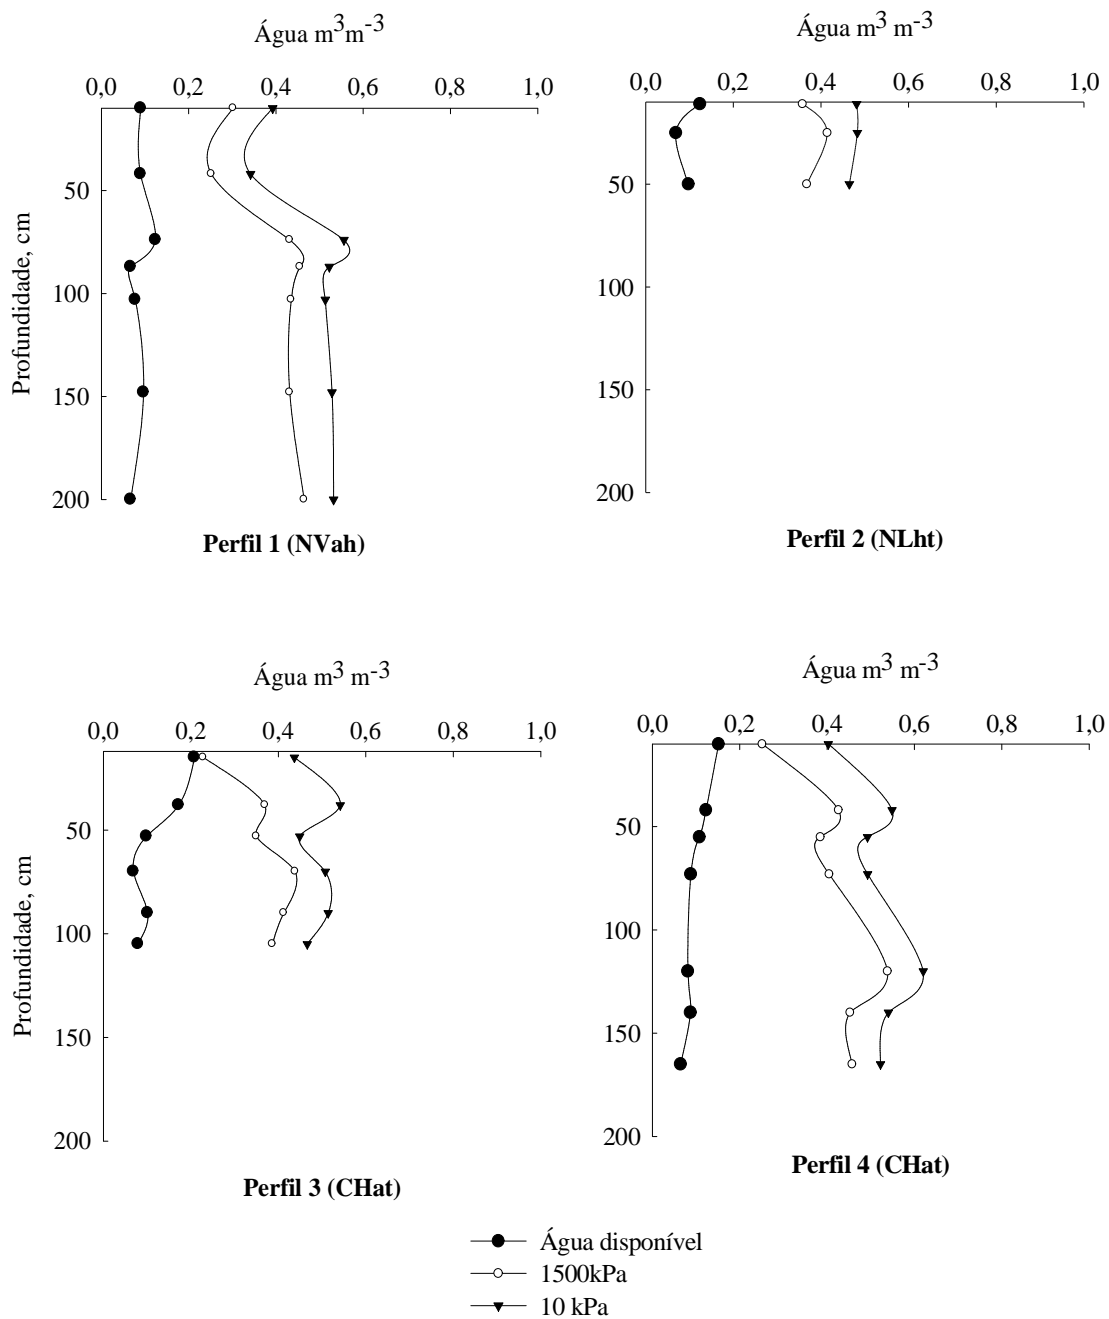 Água m³m⁻³
0,0 0,2 0,4 0,6 0,8 1,0
Profundidade, cm
50
100
150
200
Perfil 1 (NVah)
Água m³ m⁻³
0,0 0,2 0,4 0,6 0,8 1,0
50
100
150
200
Perfil 2 (NLht)
Água m³ m⁻³
0,0 0,2 0,4 0,6 0,8 1,0
Profundidade, cm
50
100
150
200
Perfil 3 (CHat)
Água m³ m⁻³
0,0 0,2 0,4 0,6 0,8 1,0
50
100
150
200
Perfil 4 (CHat)
Água disponível
1500kPa
10 kPa